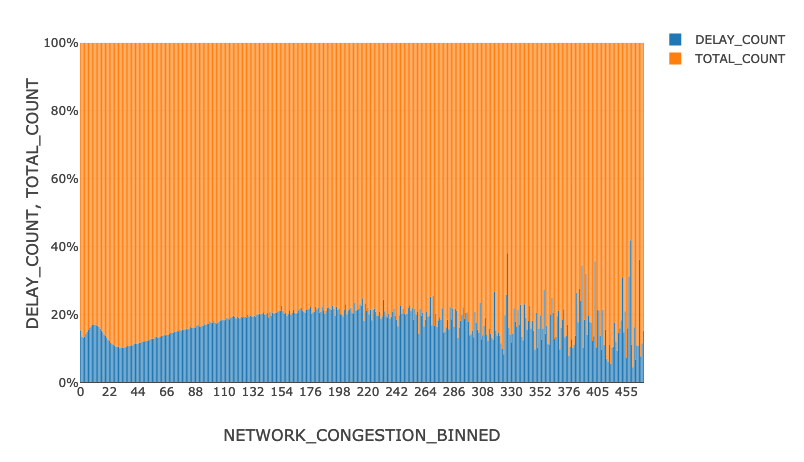 DELAY_COUNT
TOTAL_COUNT
100%
80%
60%
40%
20%
0%
DELAY_COUNT, TOTAL_COUNT
0 22 44 66 88 110 132 154 176 198 220 242 264 286 308 330 352 376 405 455
NETWORK_CONGESTION_BINNED